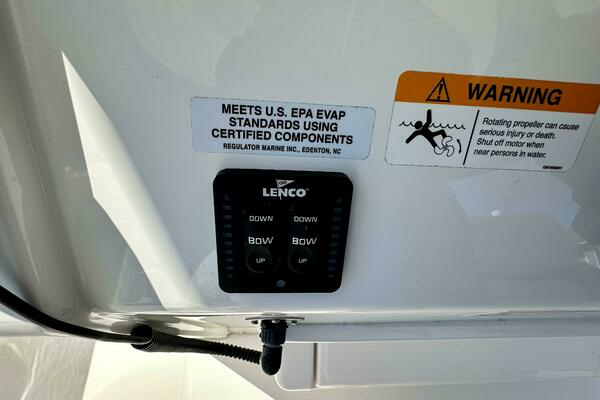 MEETS U.S. EPA EVAP
STANDARDS USING
CERTIFIED COMPONENTS
REGULATOR MARINE INC., EDENTON, NC
WARNING
Rotating propeller can cause
serious injury or death.
Shut off motor when
near persons in water.
LENCO
DOWN DOWN
BOW BOW
UP UP